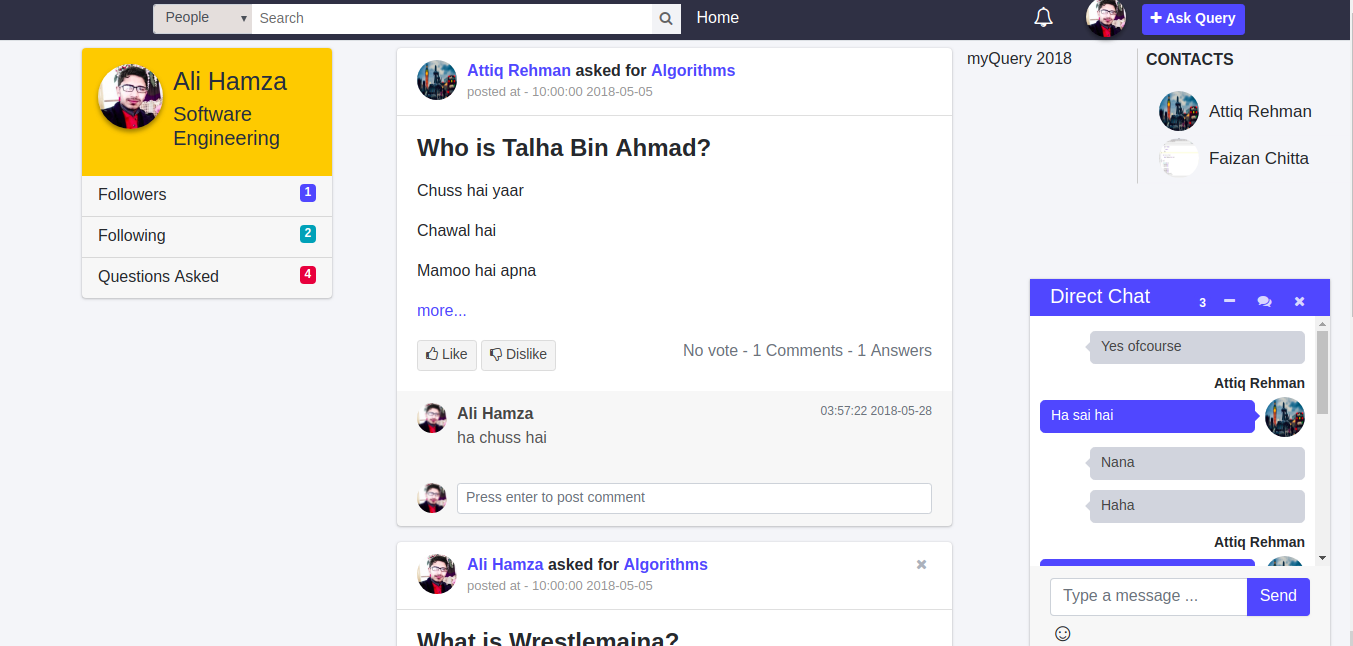 People
Search
Home
Ask Query
Ali Hamza
Software
Engineering
Followers 1
Following 2
Questions Asked 4
Attiq Rehman asked for Algorithms
posted at - 10:00:00 2018-05-05
Who is Talha Bin Ahmad?
Chuss hai yaar
Chawal hai
Mamoo hai apna
more...
Like Dislike No vote - 1 Comments - 1 Answers
Ali Hamza 03:57:22 2018-05-28
ha chuss hai
Press enter to post comment
Ali Hamza asked for Algorithms
posted at - 10:00:00 2018-05-05
What is Wrestlemaina?
myQuery 2018
CONTACTS
Attiq Rehman
Faizan Chitta
Direct Chat 3
Yes ofcourse
Attiq Rehman
Ha sai hai
Nana
Haha
Attiq Rehman
Type a message ... Send